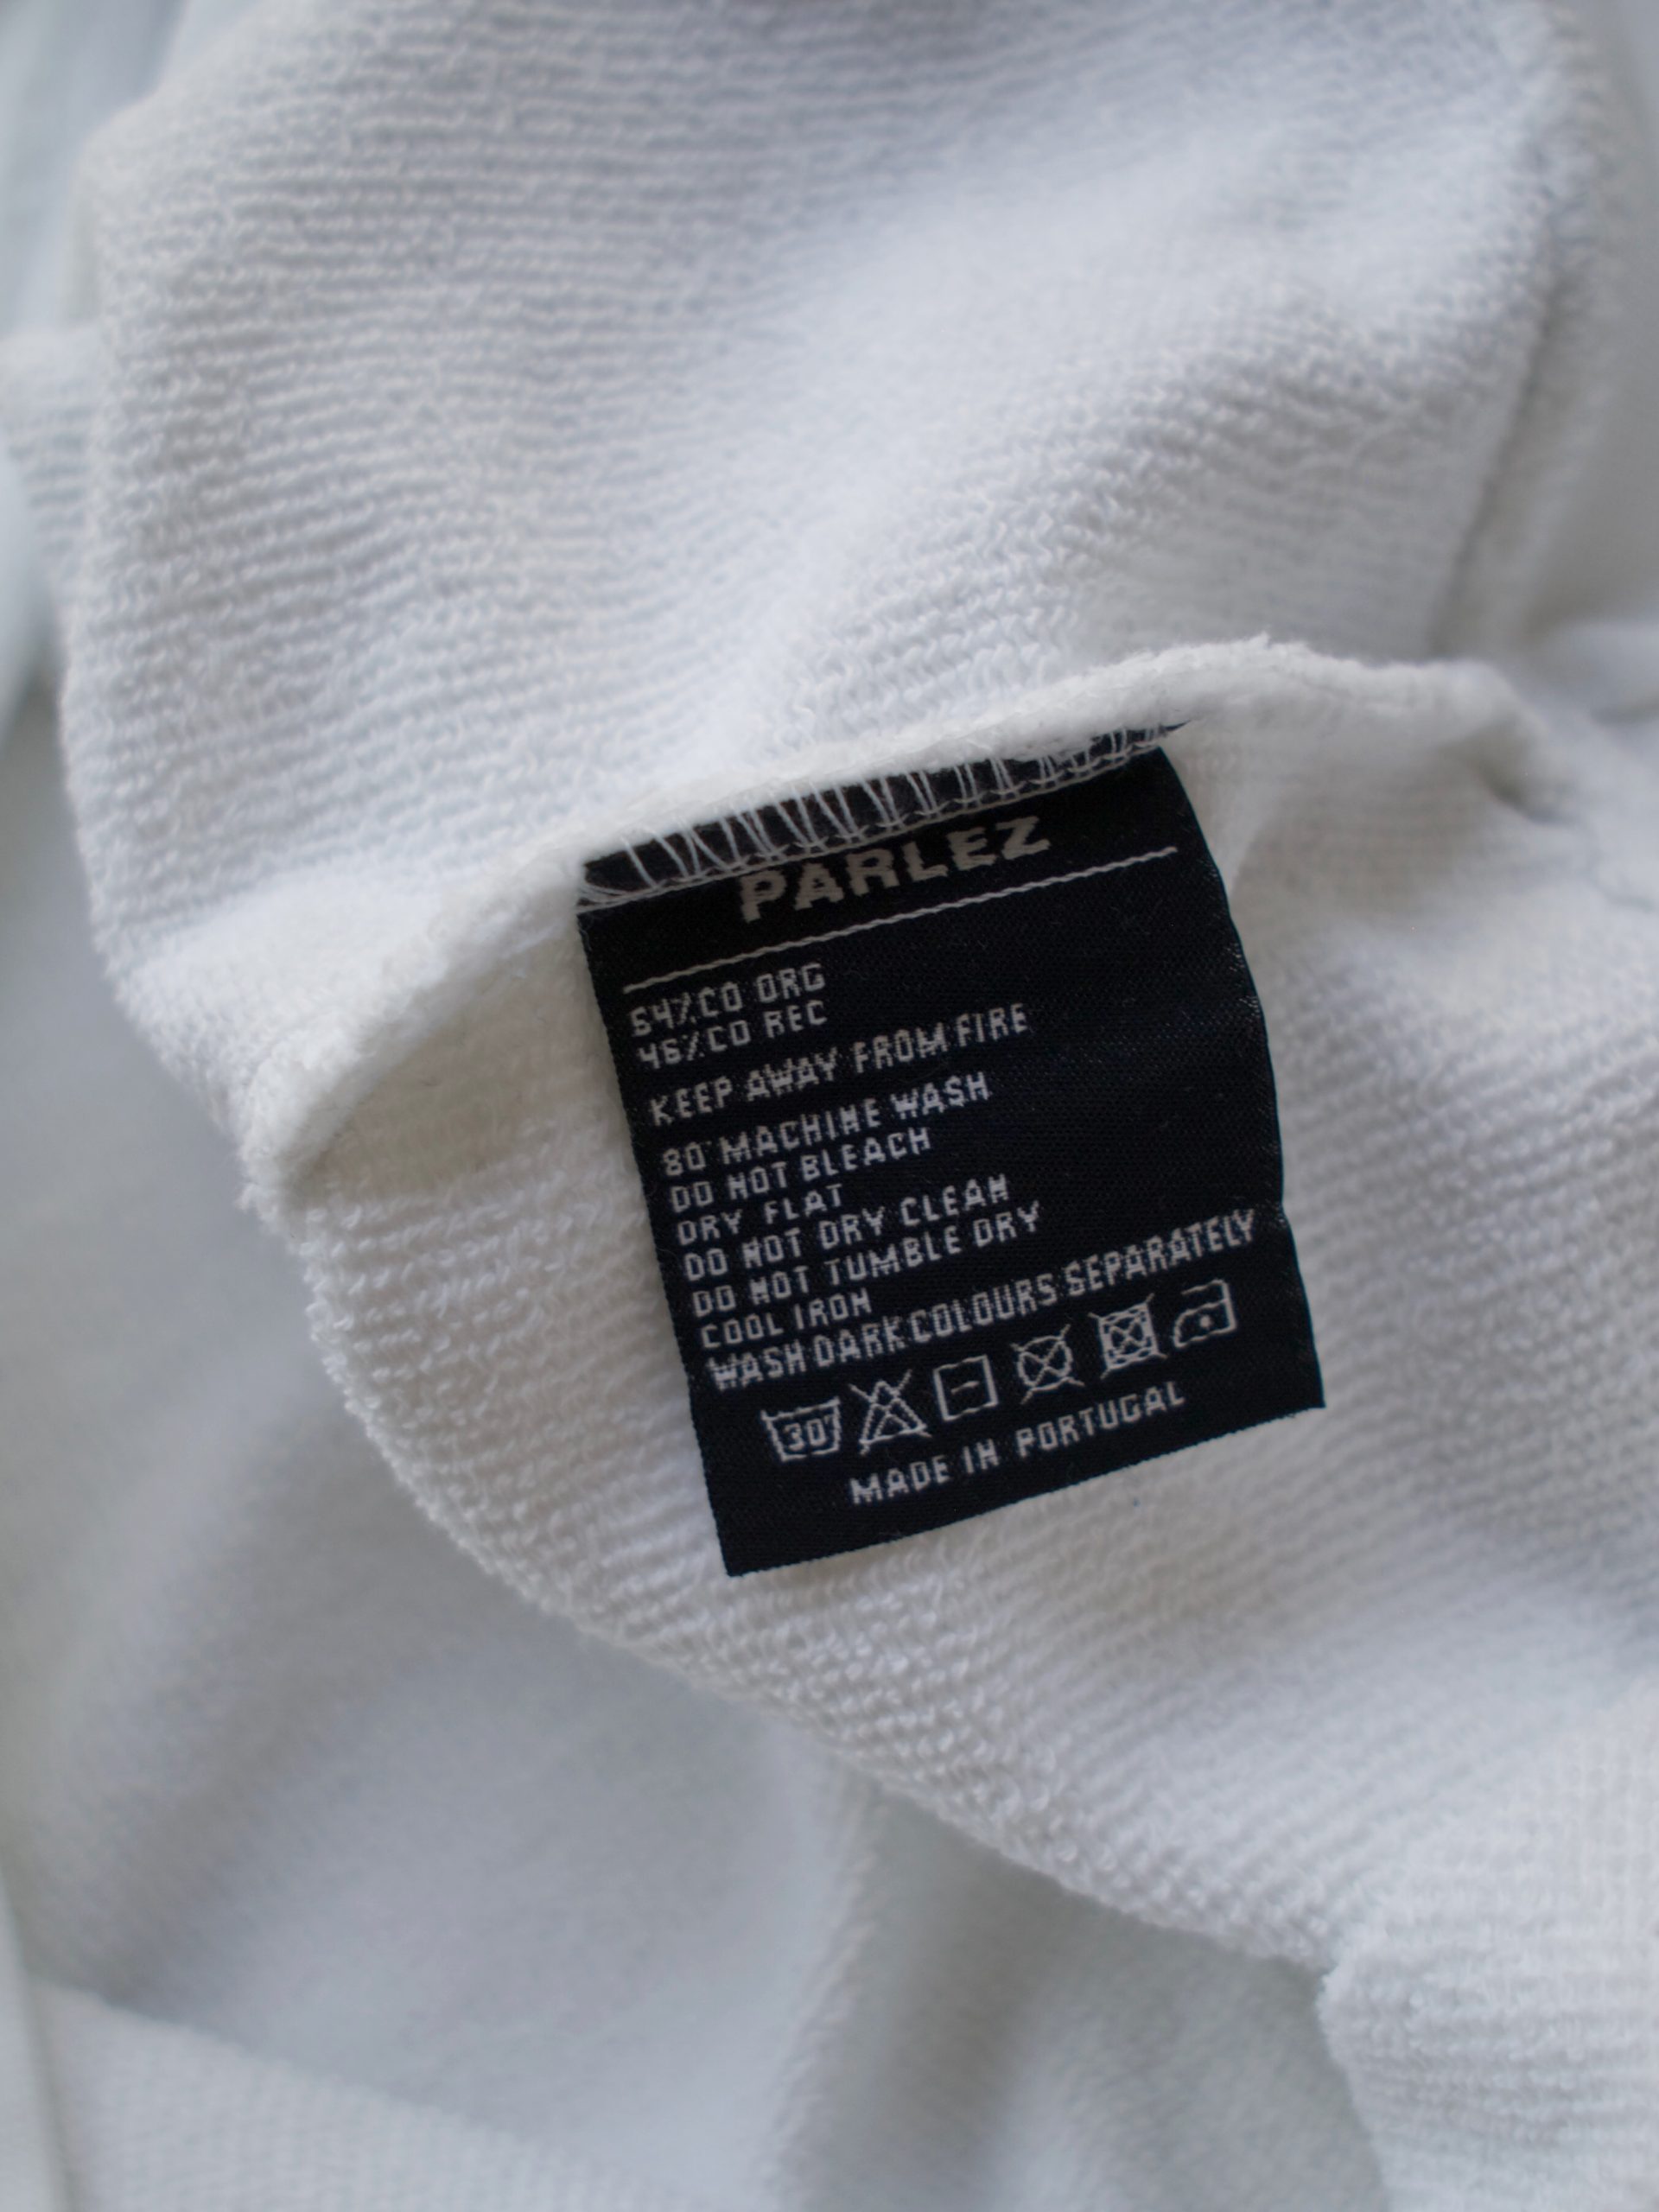 PARLEZ
54%CO ORG
46%CO REC
KEEP AWAY FROM FIRE
80°MACHINE WASH
DO NOT BLEACH
DRY FLAT
DO NOT DRY CLEAN
DO NOT TUMBLE DRY
COOL IRON
WASH DARK COLOURS SEPARATELY
30°
MADE IN PORTUGAL